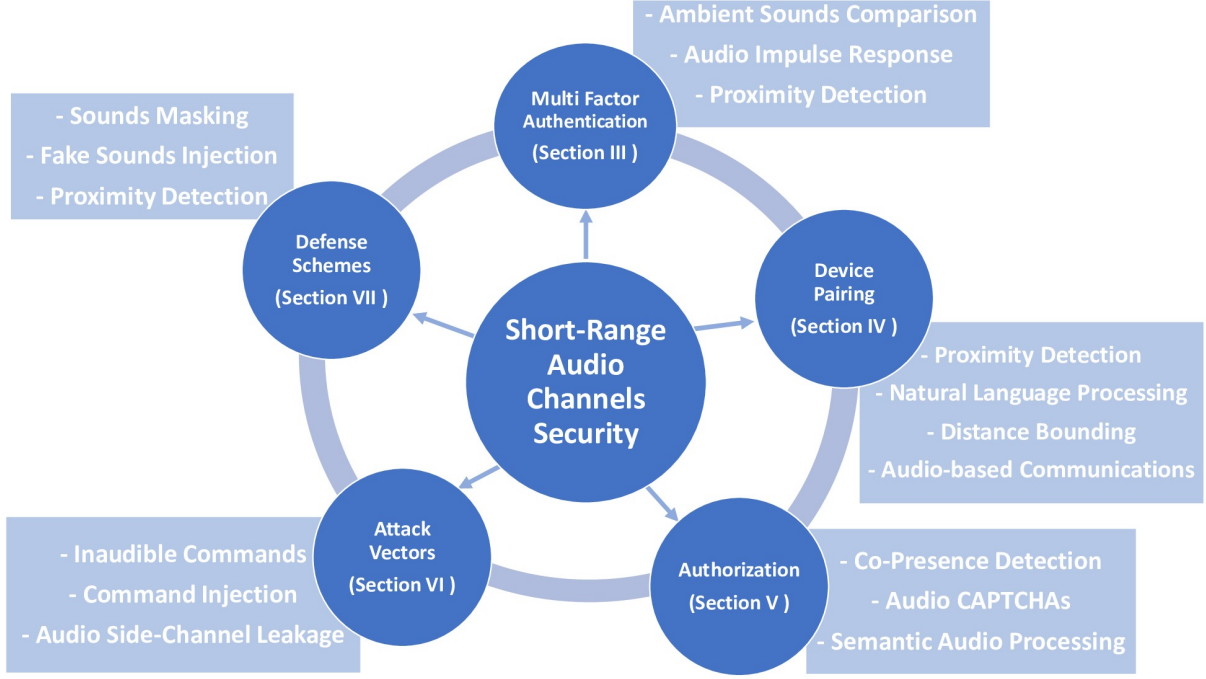 - Ambient Sounds Comparison
- Audio Impulse Response
- Proximity Detection
Multi Factor
Authentication
(Section III )
- Sounds Masking
- Fake Sounds Injection
- Proximity Detection
Defense
Schemes
(Section VII )
Device
Pairing
(Section IV )
- Proximity Detection
- Natural Language Processing
- Distance Bounding
- Audio-based Communications
Short-Range
Audio
Channels
Security
Attack
Vectors
(Section VI )
- Inaudible Commands
- Command Injection
- Audio Side-Channel Leakage
Authorization
(Section V )
- Co-Presence Detection
- Audio CAPTCHAs
- Semantic Audio Processing